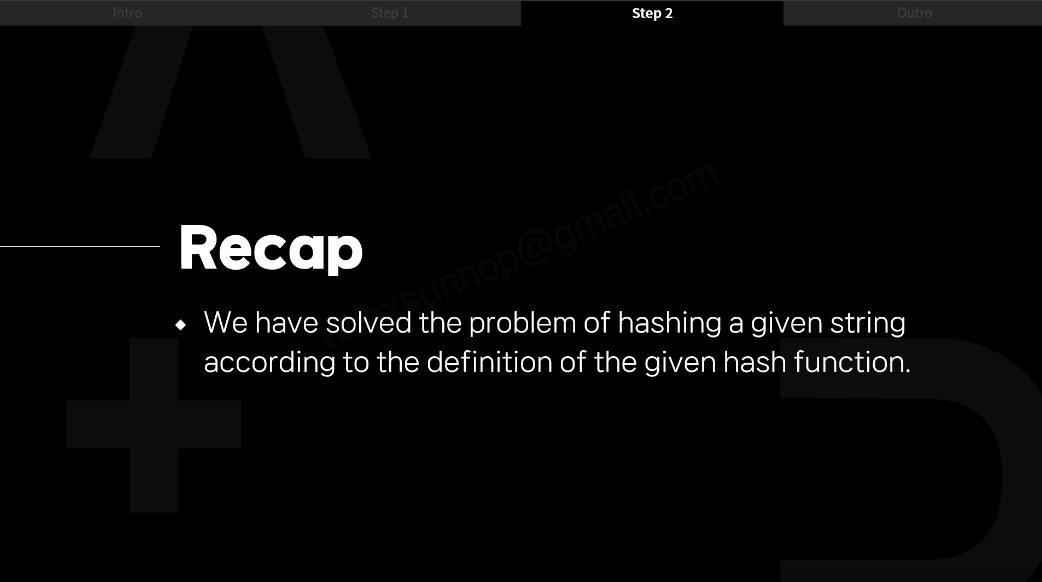 Intro
Step 1
Step 2
Outro
Recap
We have solved the problem of hashing a given string
according to the definition of the given hash function.